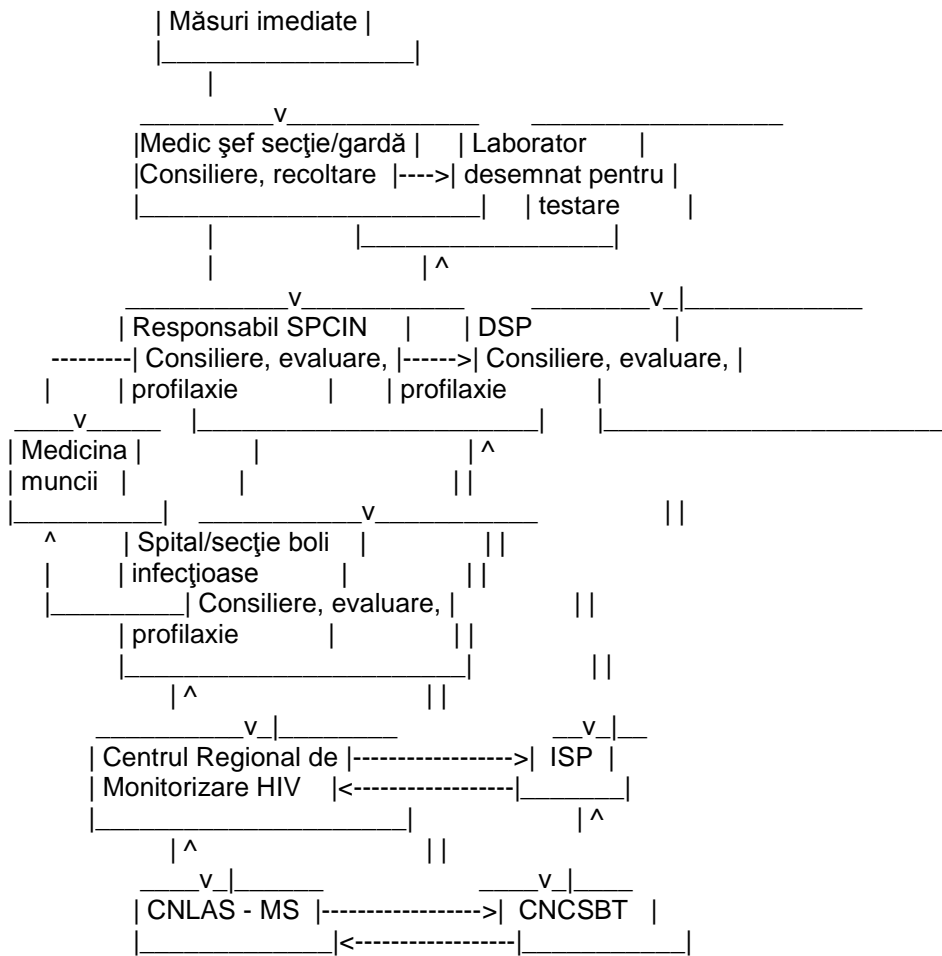 Măsuri imediate
Medic şef secţie/gardă Laborator
Consiliere, recoltare desemnat pentru
testare
Responsabil SPCIN DSP
Consiliere, evaluare, Consiliere, evaluare,
profilaxie profilaxie
Medicina
muncii
Spital/secţie boli
infecţioase
Consiliere, evaluare,
profilaxie
Centrul Regional de ISP
Monitorizare HIV
CNLAS - MS CNCSBT